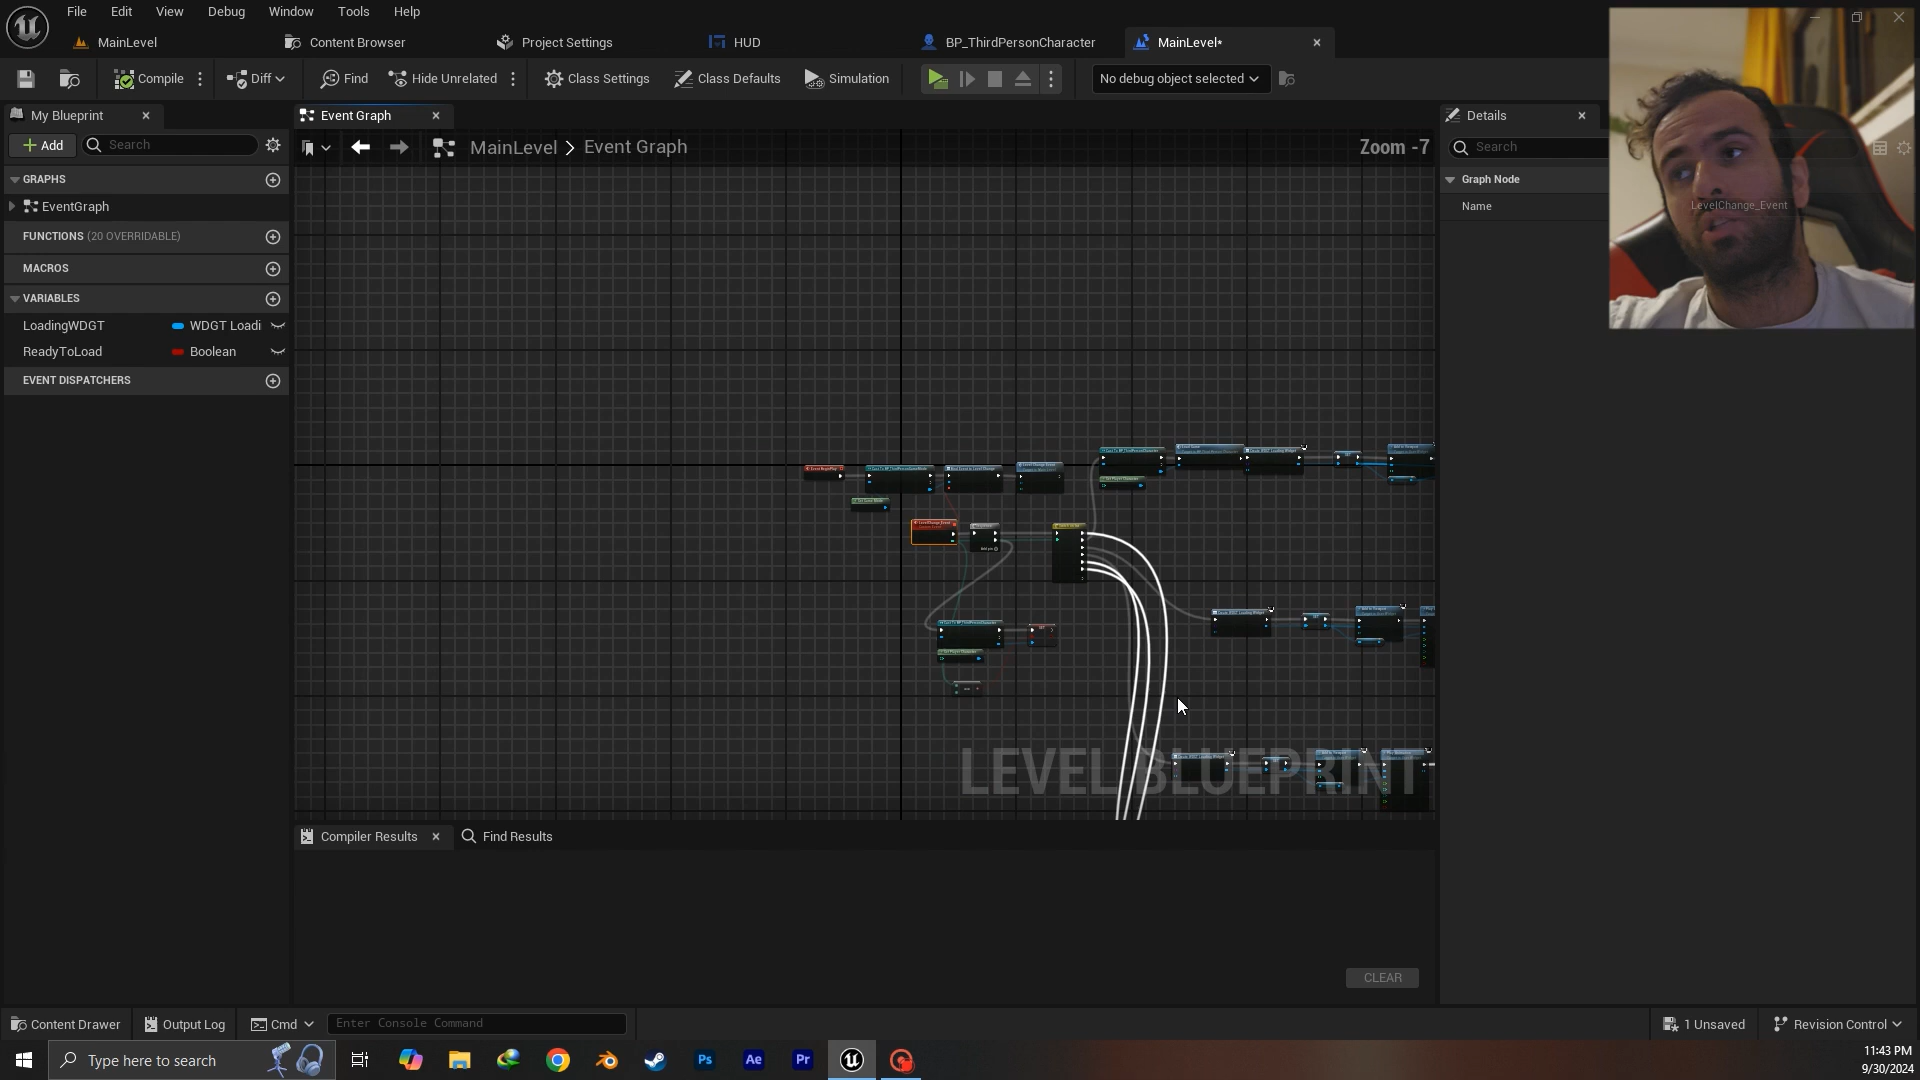 File Edit View Debug Window Tools Help
MainLevel Content Browser Project Settings HUD BP_ThirdPersonCharacter MainLevel*
Compile Diff Find Hide Unrelated Class Settings Class Defaults Simulation No debug object selected
My Blueprint Event Graph Details
Add Search MainLevel > Event Graph Zoom -7 Search
GRAPHS Graph Node
EventGraph Name LevelChange_Event
FUNCTIONS (20 OVERRIDABLE)
MACROS
VARIABLES
LoadingWDGT WDGT Loadi
ReadyToLoad Boolean
EVENT DISPATCHERS
LEVEL BLUEPRINT
Compiler Results Find Results
CLEAR
Content Drawer Output Log Cmd Enter Console Command 1 Unsaved Revision Control
Type here to search Ps Ae Pr 11:43 PM
9/30/2024